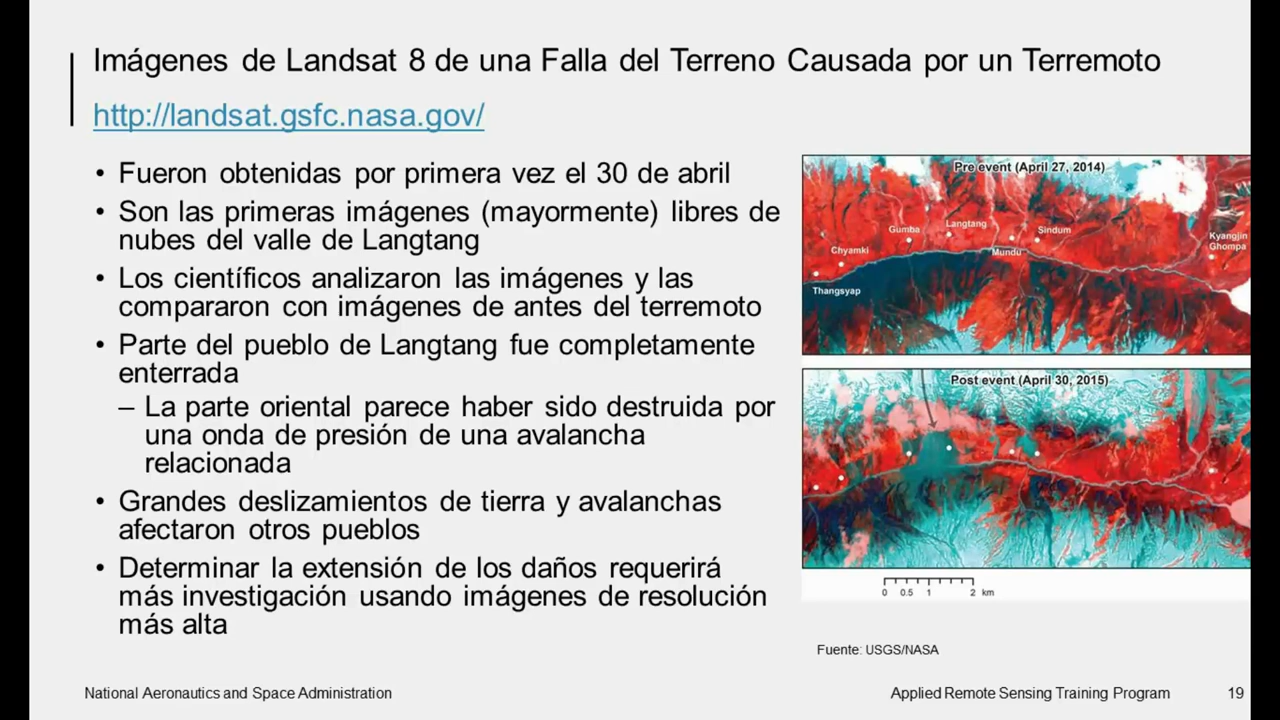 Imágenes de Landsat 8 de una Falla del Terreno Causada por un Terremoto
http://landsat.gsfc.nasa.gov/
• Fueron obtenidas por primera vez el 30 de abril
• Son las primeras imágenes (mayormente) libres de
nubes del valle de Langtang
• Los científicos analizaron las imágenes y las
compararon con imágenes de antes del terremoto
• Parte del pueblo de Langtang fue completamente
enterrada
– La parte oriental parece haber sido destruida por
una onda de presión de una avalancha
relacionada
• Grandes deslizamientos de tierra y avalanchas
afectaron otros pueblos
• Determinar la extensión de los daños requerirá
más investigación usando imágenes de resolución
más alta
Pre event (April 27, 2014)
Gumba
Langtang
Sindum
Kyangjin
Ghompa
Chyamki
Mundu
Thangsyap
Post event (April 30, 2015)
0 0.5 1 2 km
Fuente: USGS/NASA
National Aeronautics and Space Administration
Applied Remote Sensing Training Program
19